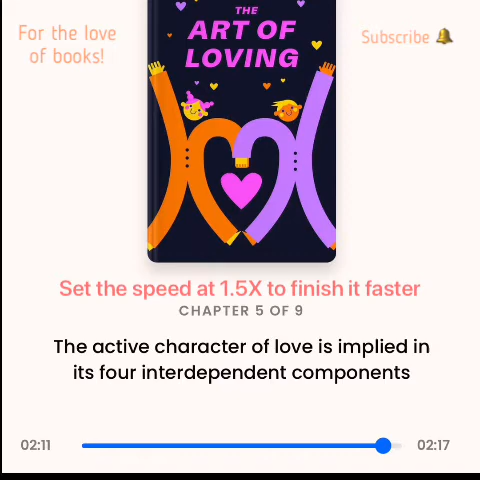 For the love
of books!
THE
ART OF
LOVING
Subscribe 🔔
Set the speed at 1.5X to finish it faster
CHAPTER 5 OF 9
The active character of love is implied in
its four interdependent components
02:11
02:17